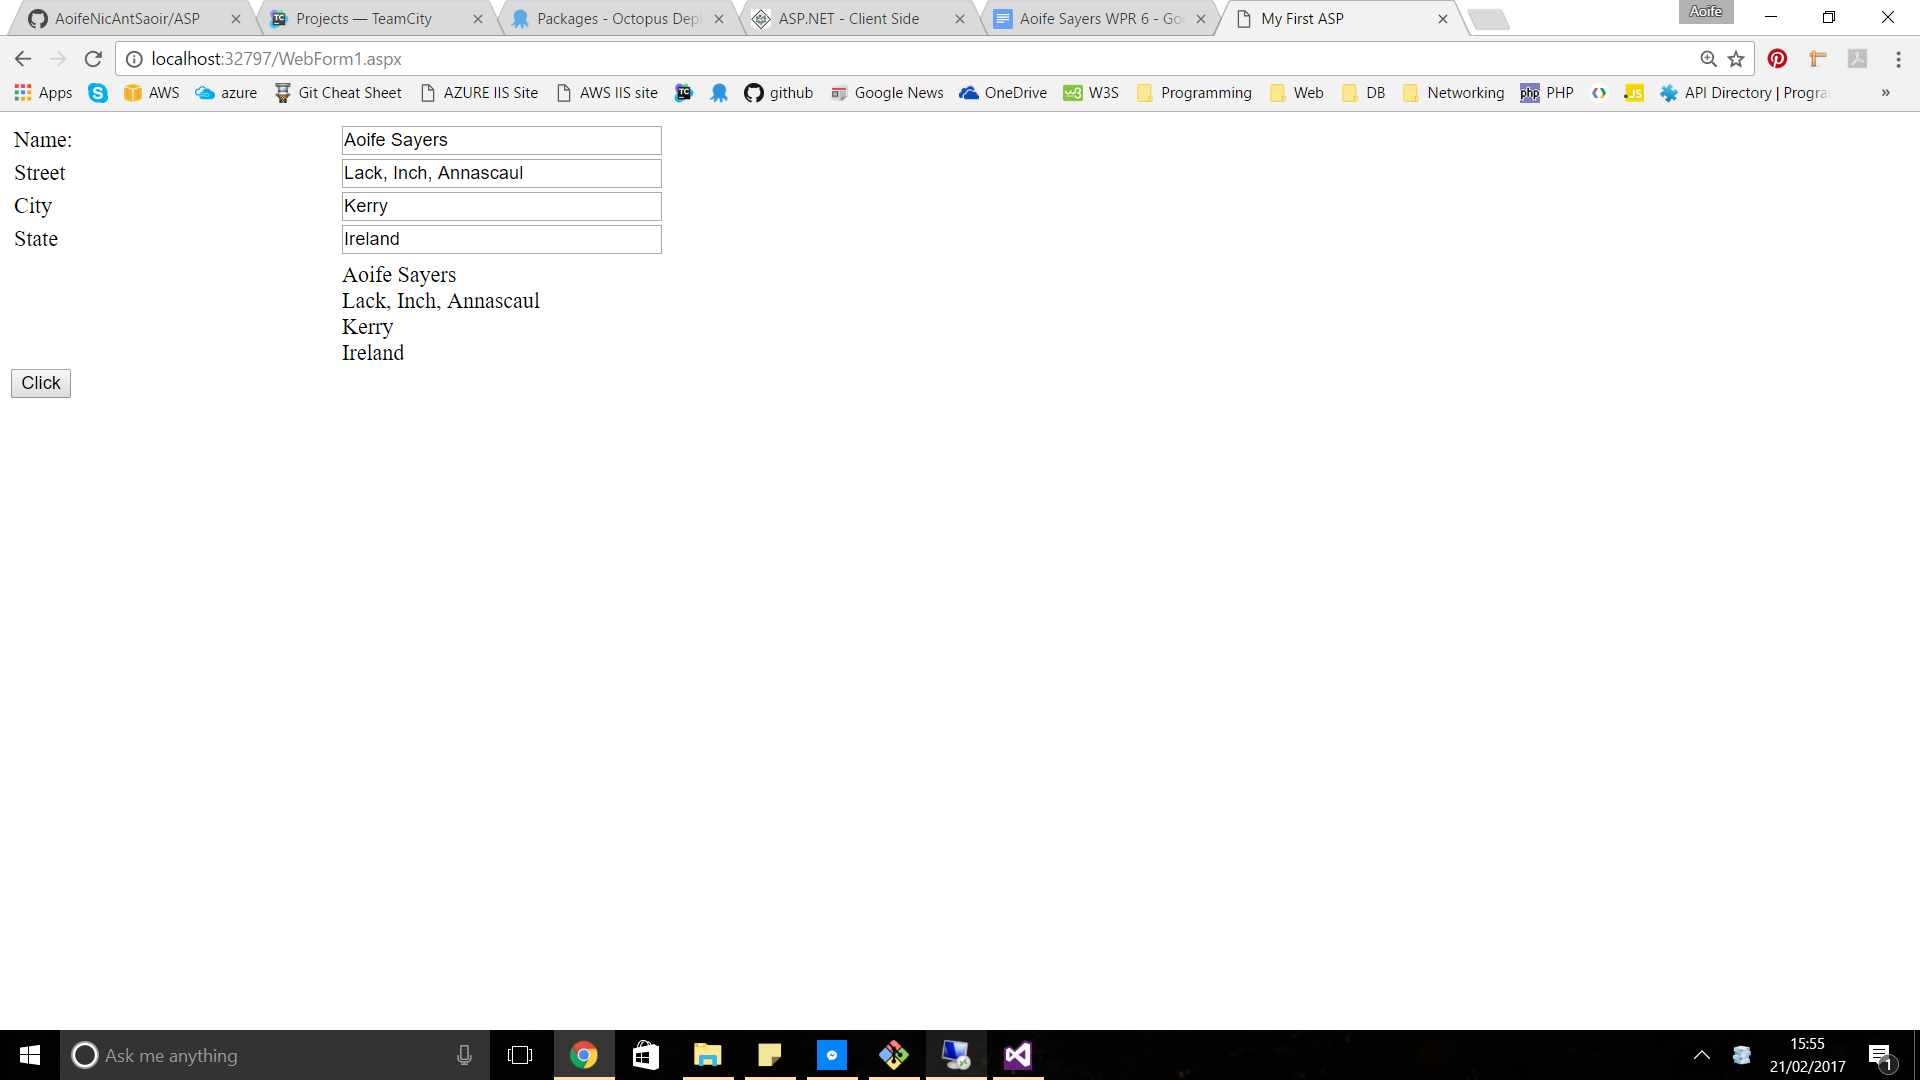 AoifeNicAntSaoir/ASP
Projects — TeamCity
Packages - Octopus Depl
ASP.NET - Client Side
Aoife Sayers WPR 6 - Goo
My First ASP
Aoife
localhost:32797/WebForm1.aspx
Apps
AWS
azure
Git Cheat Sheet
AZURE IIS Site
AWS IIS site
TC
github
Google News
OneDrive
W3S
Programming
Web
DB
Networking
php PHP
JS
API Directory | Progra
»
Name: Aoife Sayers
Street Lack, Inch, Annascaul
City Kerry
State Ireland
Aoife Sayers
Lack, Inch, Annascaul
Kerry
Ireland
Click
Ask me anything
15:55
21/02/2017
1